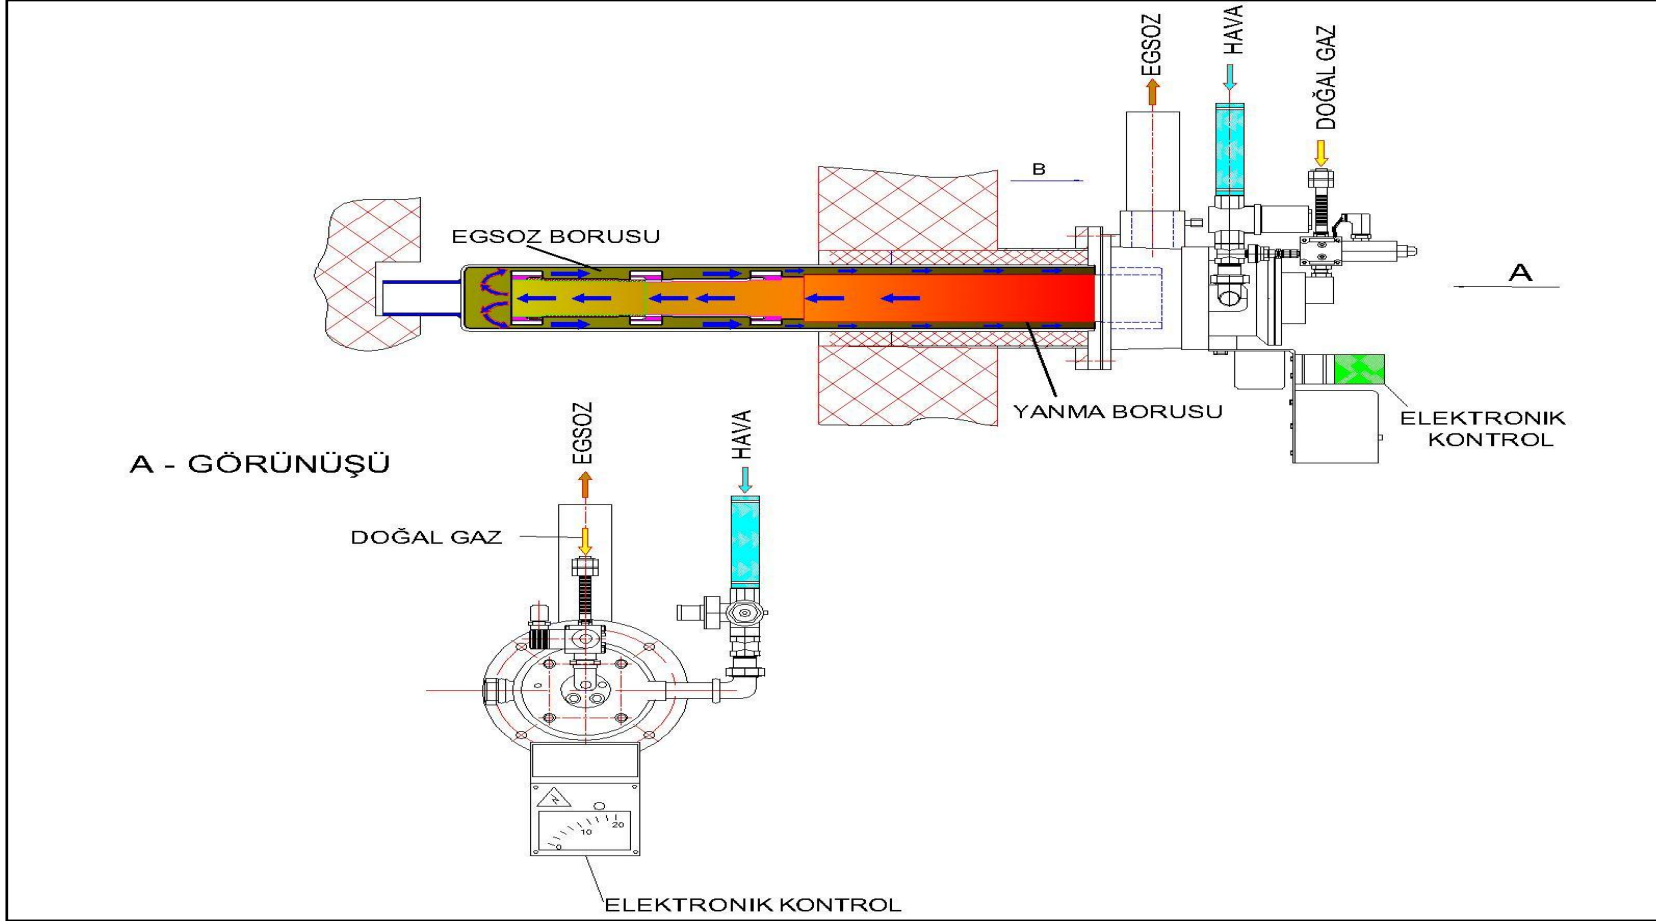 EGSOZ
HAVA
DOĞAL GAZ
B
EGSOZ BORUSU
A
YANMA BORUSU
ELEKTRONIK
KONTROL
A - GÖRÜNÜŞÜ
EGSOZ
HAVA
DOĞAL GAZ
0 10 20
ELEKTRONIK KONTROL